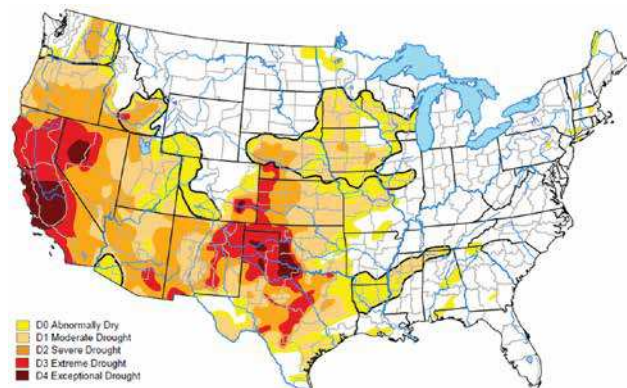 D0 Abnormally Dry
D1 Moderate Drought
D2 Severe Drought
D3 Extreme Drought
D4 Exceptional Drought